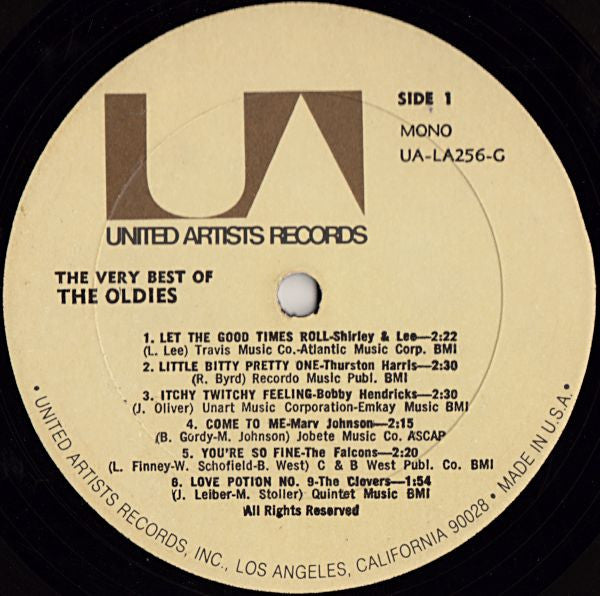 UA
SIDE 1
MONO
UA-LA256-G
UNITED ARTISTS RECORDS
THE VERY BEST OF
THE OLDIES
1. LET THE GOOD TIMES ROLL-Shirley & Lee—2:22
(L. Lee) Travis Music Co.-Atlantic Music Corp. BMI
2. LITTLE BITTY PRETTY ONE-Thurston Harris—2:30
(R. Byrd) Recordo Music Publ. BMI
3. ITCHY TWITCHY FEELING-Bobby Hendricks—2:30
(J. Oliver) Unart Music Corporation-Emkay Music BMI
4. COME TO ME-Marv Johnson—2:15
(B. Gordy-M. Johnson) Jobete Music Co. ASCAP
5. YOU'RE SO FINE-The Falcons—2:20
(L. Finney-W. Schofield-B. West) C & B West Publ. Co. BMI
6. LOVE POTION NO. 9-The Clovers—1:54
(J. Leiber-M. Stoller) Quintet Music BMI
All Rights Reserved
• UNITED ARTISTS RECORDS, INC., LOS ANGELES, CALIFORNIA 90028 • MADE IN U.S.A. •